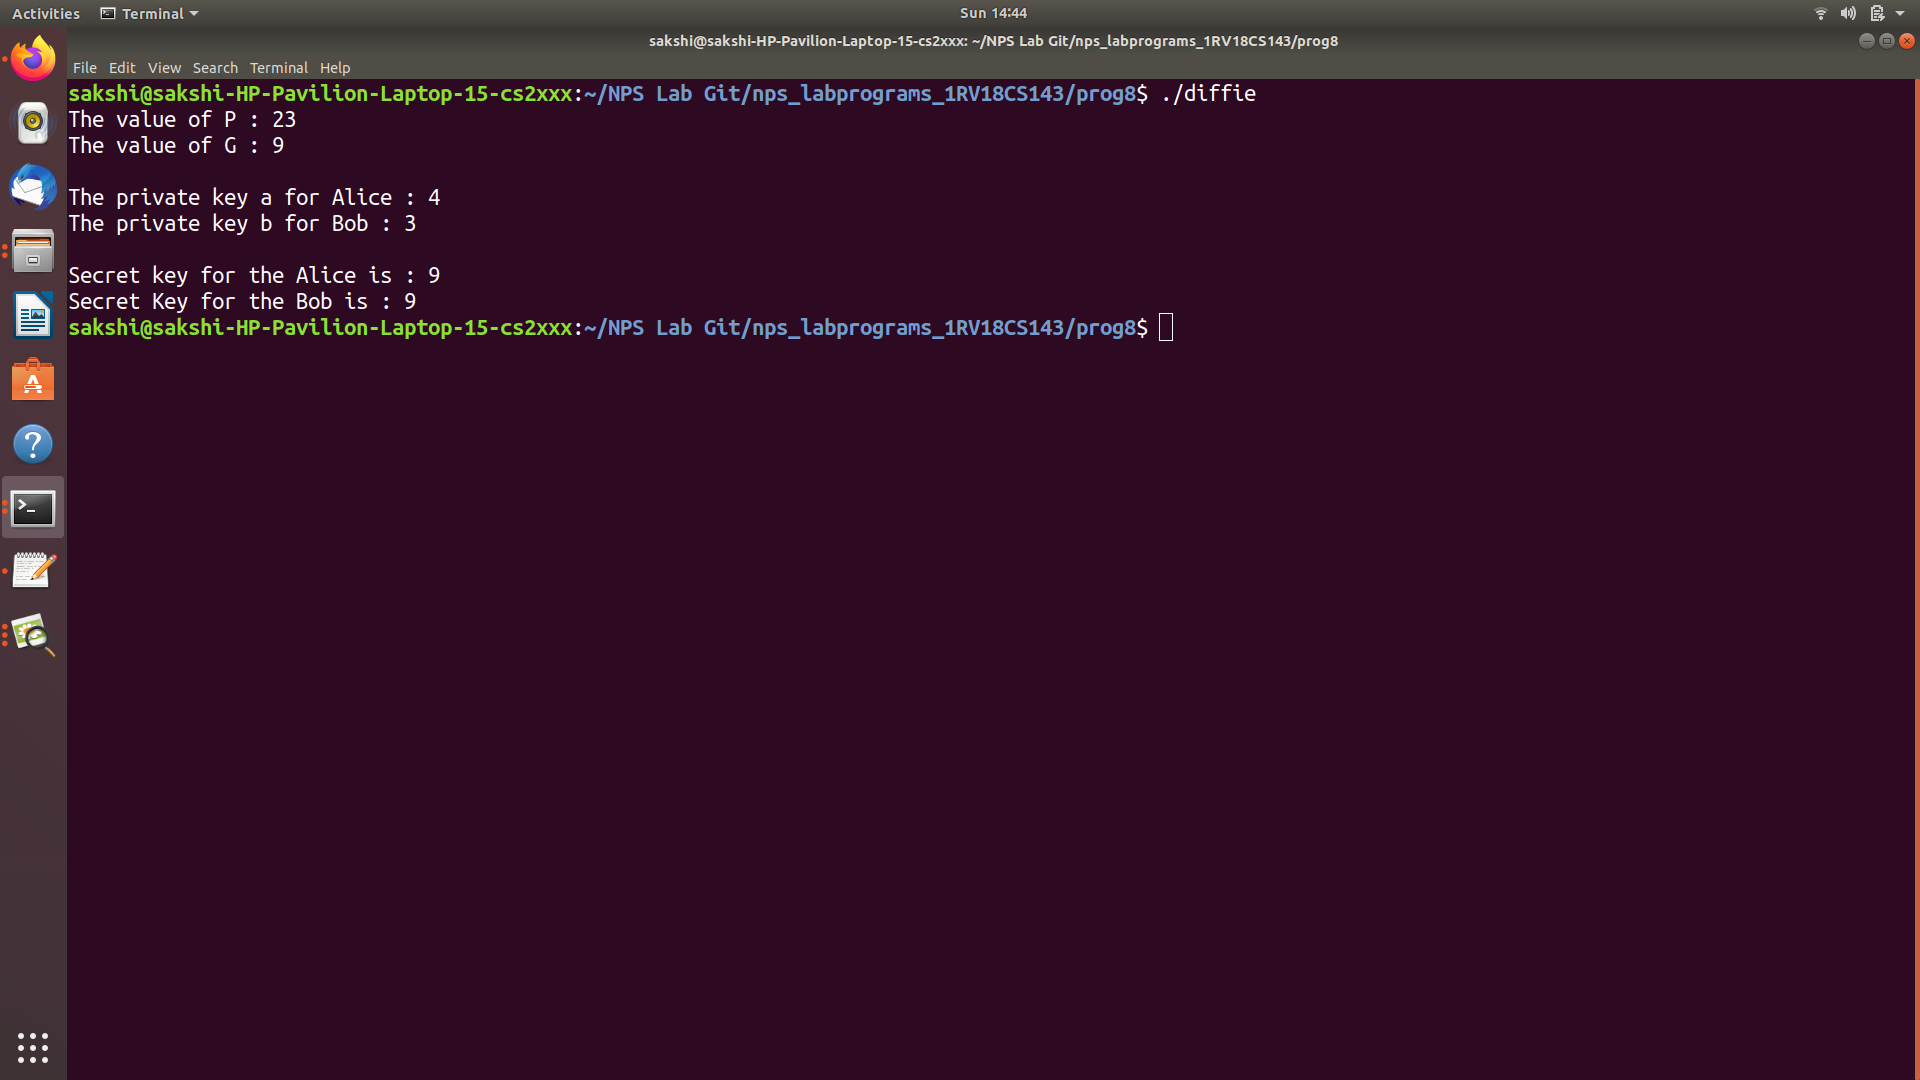 Activities Terminal Sun 14:44
sakshi@sakshi-HP-Pavilion-Laptop-15-cs2xxx: ~/NPS Lab Git/nps_labprograms_1RV18CS143/prog8
File Edit View Search Terminal Help
sakshi@sakshi-HP-Pavilion-Laptop-15-cs2xxx:~/NPS Lab Git/nps_labprograms_1RV18CS143/prog8$ ./diffie
The value of P : 23
The value of G : 9
The private key a for Alice : 4
The private key b for Bob : 3
Secret key for the Alice is : 9
Secret Key for the Bob is : 9
sakshi@sakshi-HP-Pavilion-Laptop-15-cs2xxx:~/NPS Lab Git/nps_labprograms_1RV18CS143/prog8$